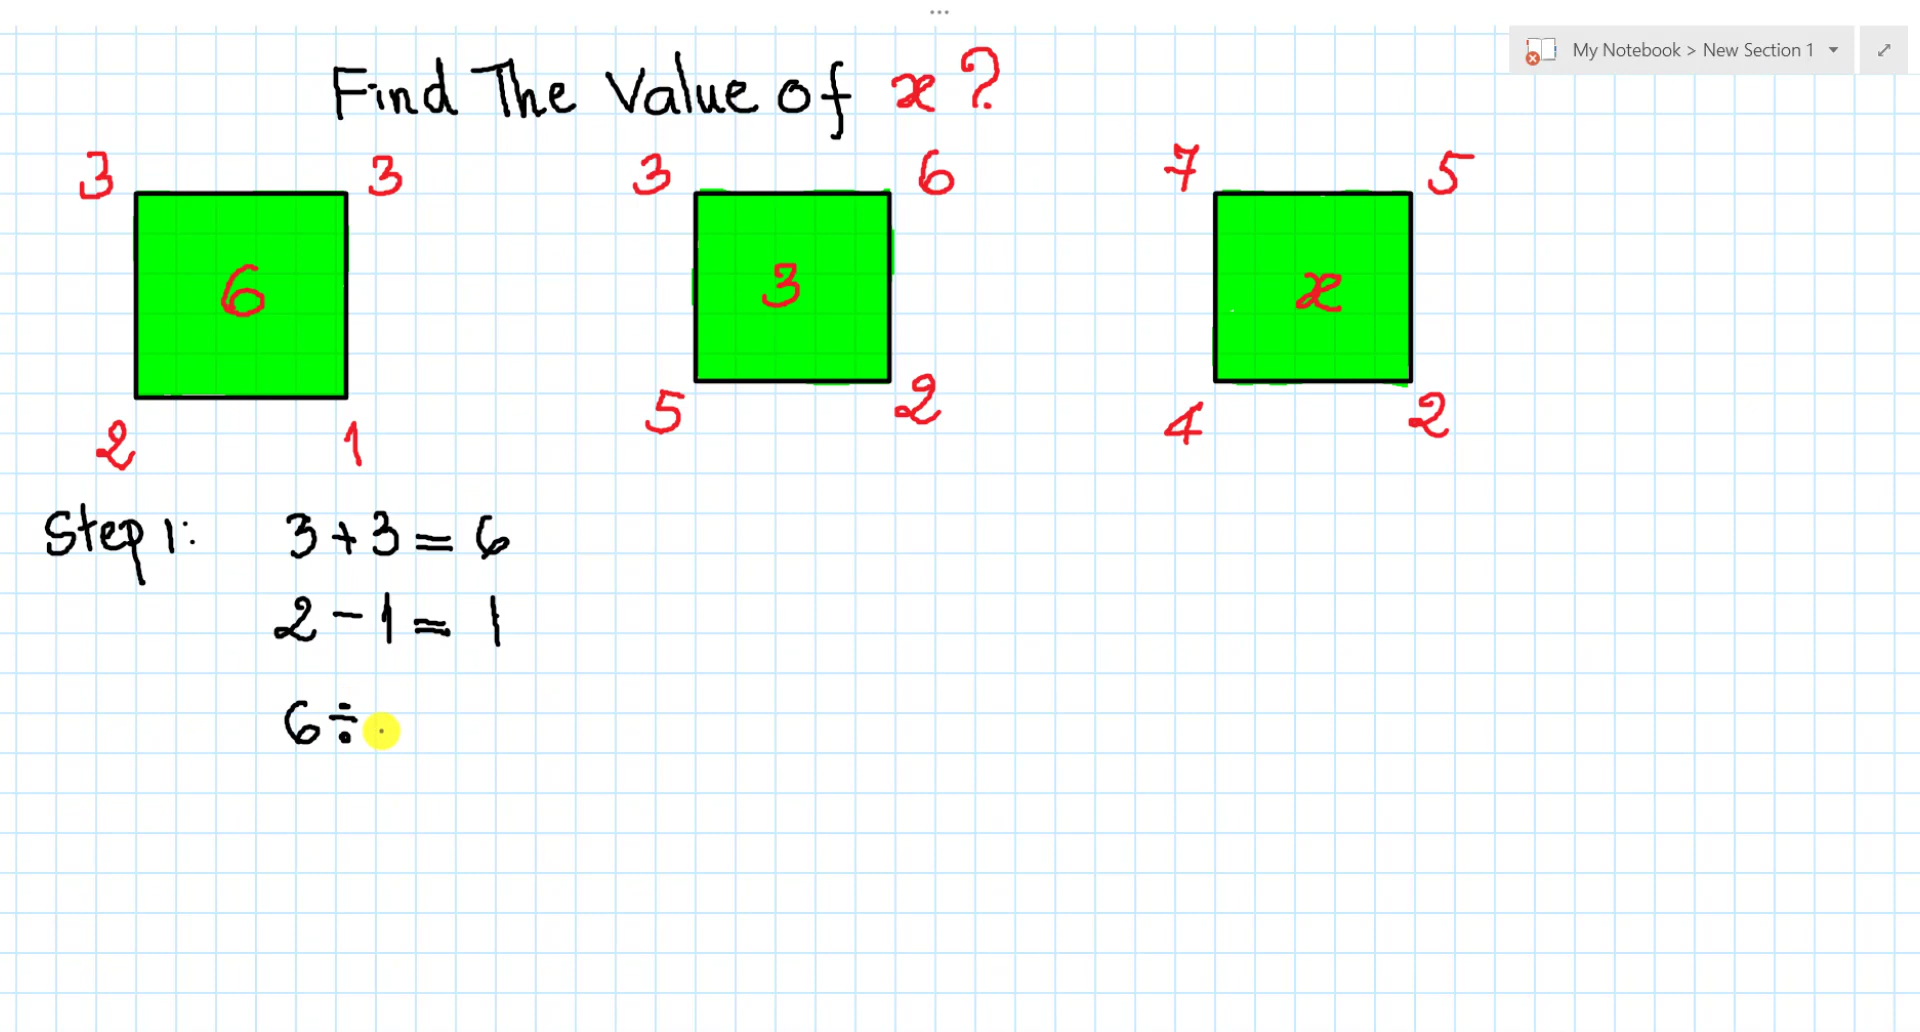 ...
My Notebook > New Section 1
Find The Value of x?
3 3 3 6 7 5
6 3 x
2 1 5 2 4 2
Step 1: 3 + 3 = 6
2 - 1 = 1
6 ÷